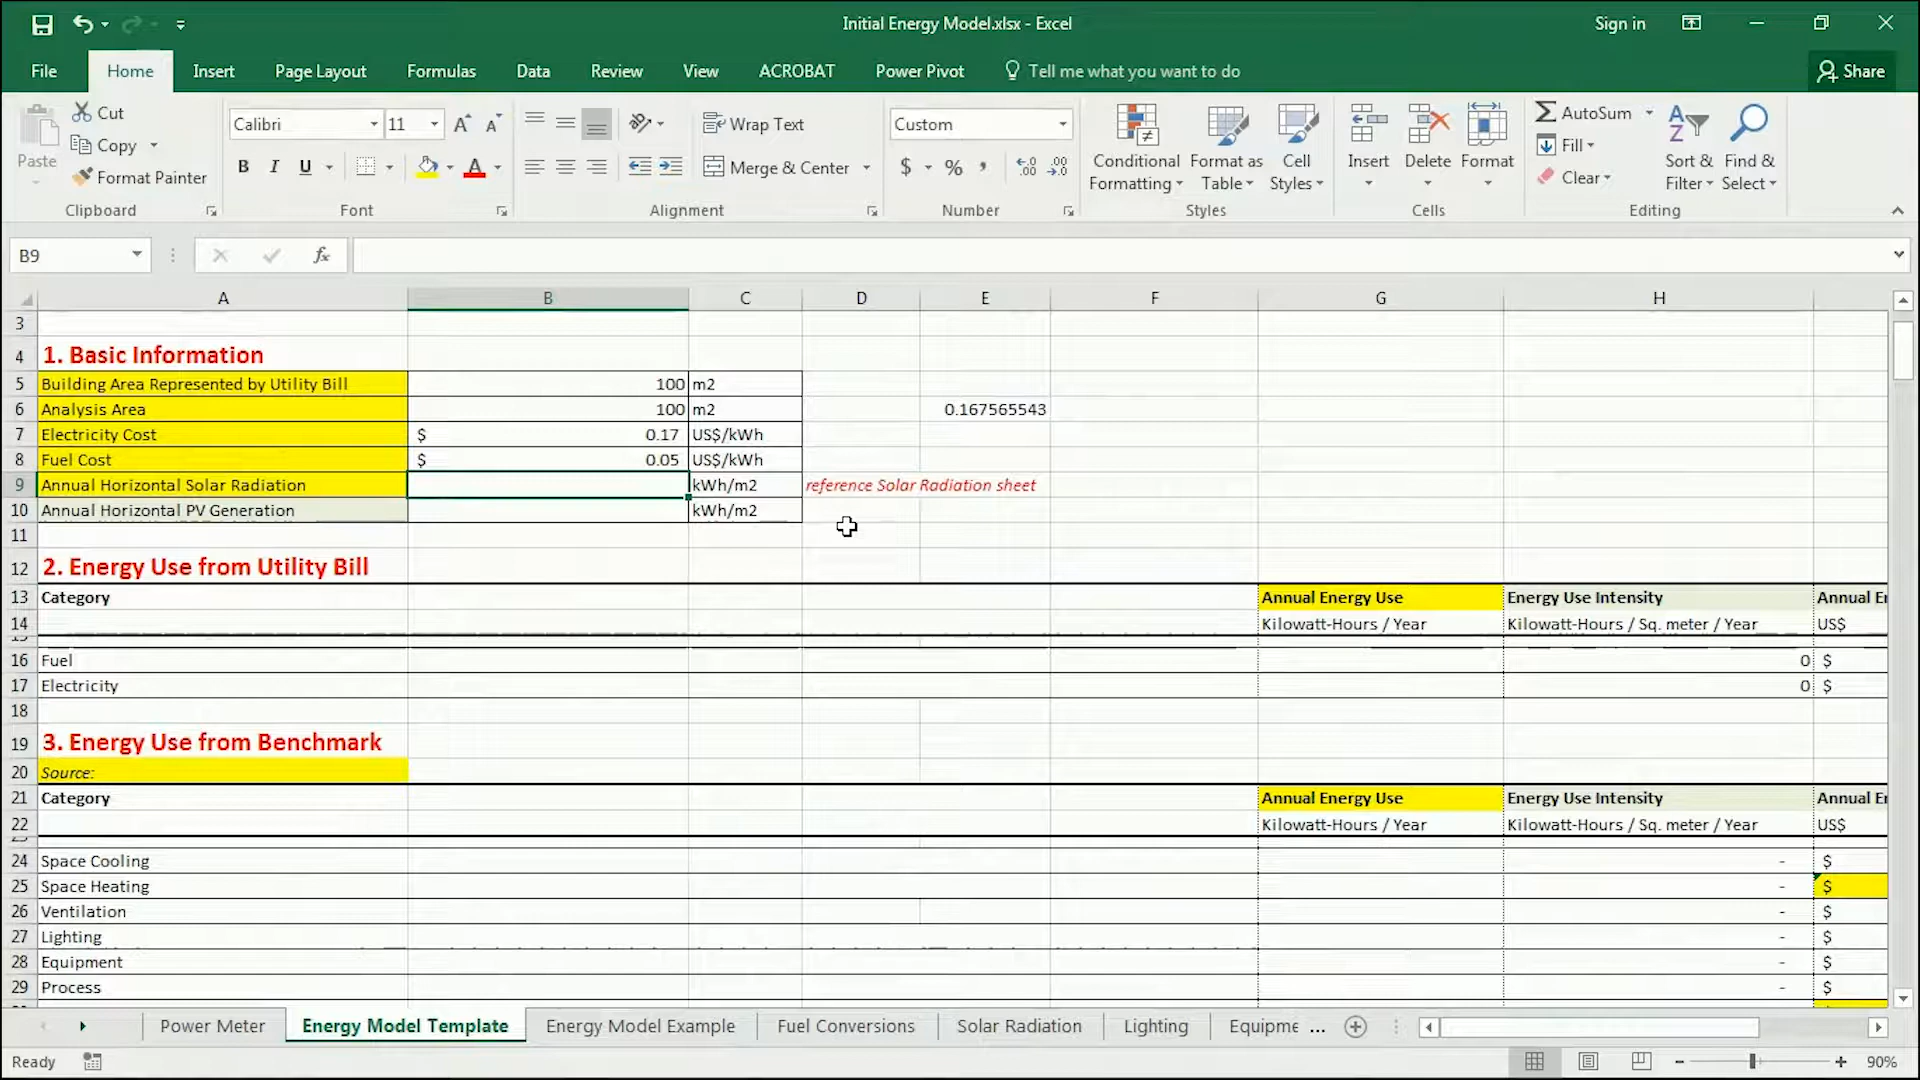 Initial Energy Model.xlsx - Excel
Sign in
File Home Insert Page Layout Formulas Data Review View ACROBAT Power Pivot Tell me what you want to do Share
Paste
Cut
Copy
Format Painter
Clipboard
Calibri 11
B I U
Font
Wrap Text
Merge & Center
Alignment
Custom
$ % ,
Number
Conditional Formatting
Format as Table
Cell Styles
Styles
Insert Delete Format
Cells
AutoSum
Fill
Clear
Sort & Filter
Find & Select
Editing
B9 fx
A B C D E F G H
3
4 1. Basic Information
5 Building Area Represented by Utility Bill 100 m2
6 Analysis Area 100 m2 0.167565543
7 Electricity Cost $ 0.17 US$/kWh
8 Fuel Cost $ 0.05 US$/kWh
9 Annual Horizontal Solar Radiation kWh/m2 reference Solar Radiation sheet
10 Annual Horizontal PV Generation kWh/m2
11
12 2. Energy Use from Utility Bill
13 Category Annual Energy Use Energy Use Intensity Annual
14 Kilowatt-Hours / Year Kilowatt-Hours / Sq. meter / Year US$
16 Fuel 0 $
17 Electricity 0 $
18
19 3. Energy Use from Benchmark
20 Source:
21 Category Annual Energy Use Energy Use Intensity Annual
22 Kilowatt-Hours / Year Kilowatt-Hours / Sq. meter / Year US$
24 Space Cooling - $
25 Space Heating - $
26 Ventilation - $
27 Lighting - $
28 Equipment - $
29 Process - $
Power Meter Energy Model Template Energy Model Example Fuel Conversions Solar Radiation Lighting Equipme ...
Ready 90%